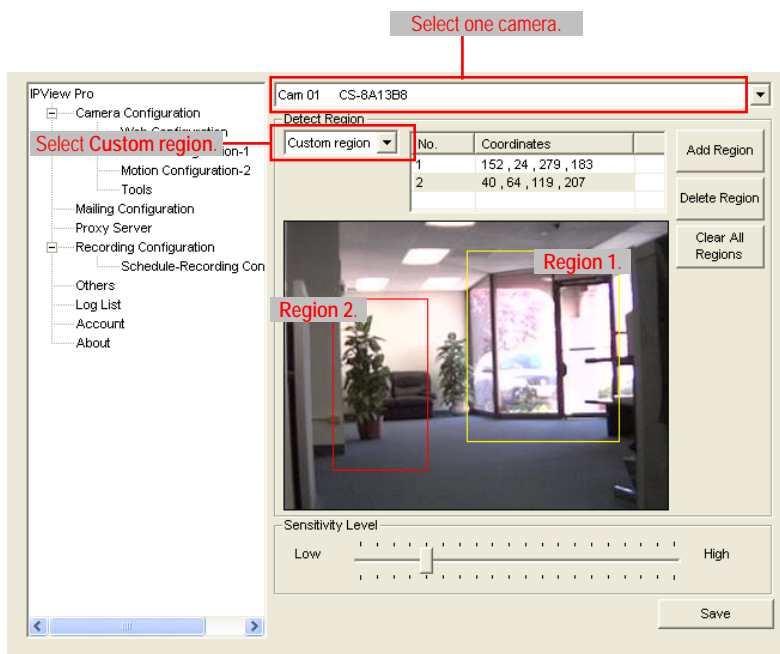 Select one camera.
IPView Pro
Camera Configuration
Select Custom region.
Motion Configuration-2
Tools
Mailing Configuration
Proxy Server
Recording Configuration
Schedule-Recording Con
Others
Log List
Account
About
Cam 01 CS-8A13B8
Detect Region
Custom region
No. Coordinates
1 152 , 24 , 279 , 183
2 40 , 64 , 119 , 207
Add Region
Delete Region
Clear All
Regions
Region 1.
Region 2.
Sensitivity Level
Low
High
Save